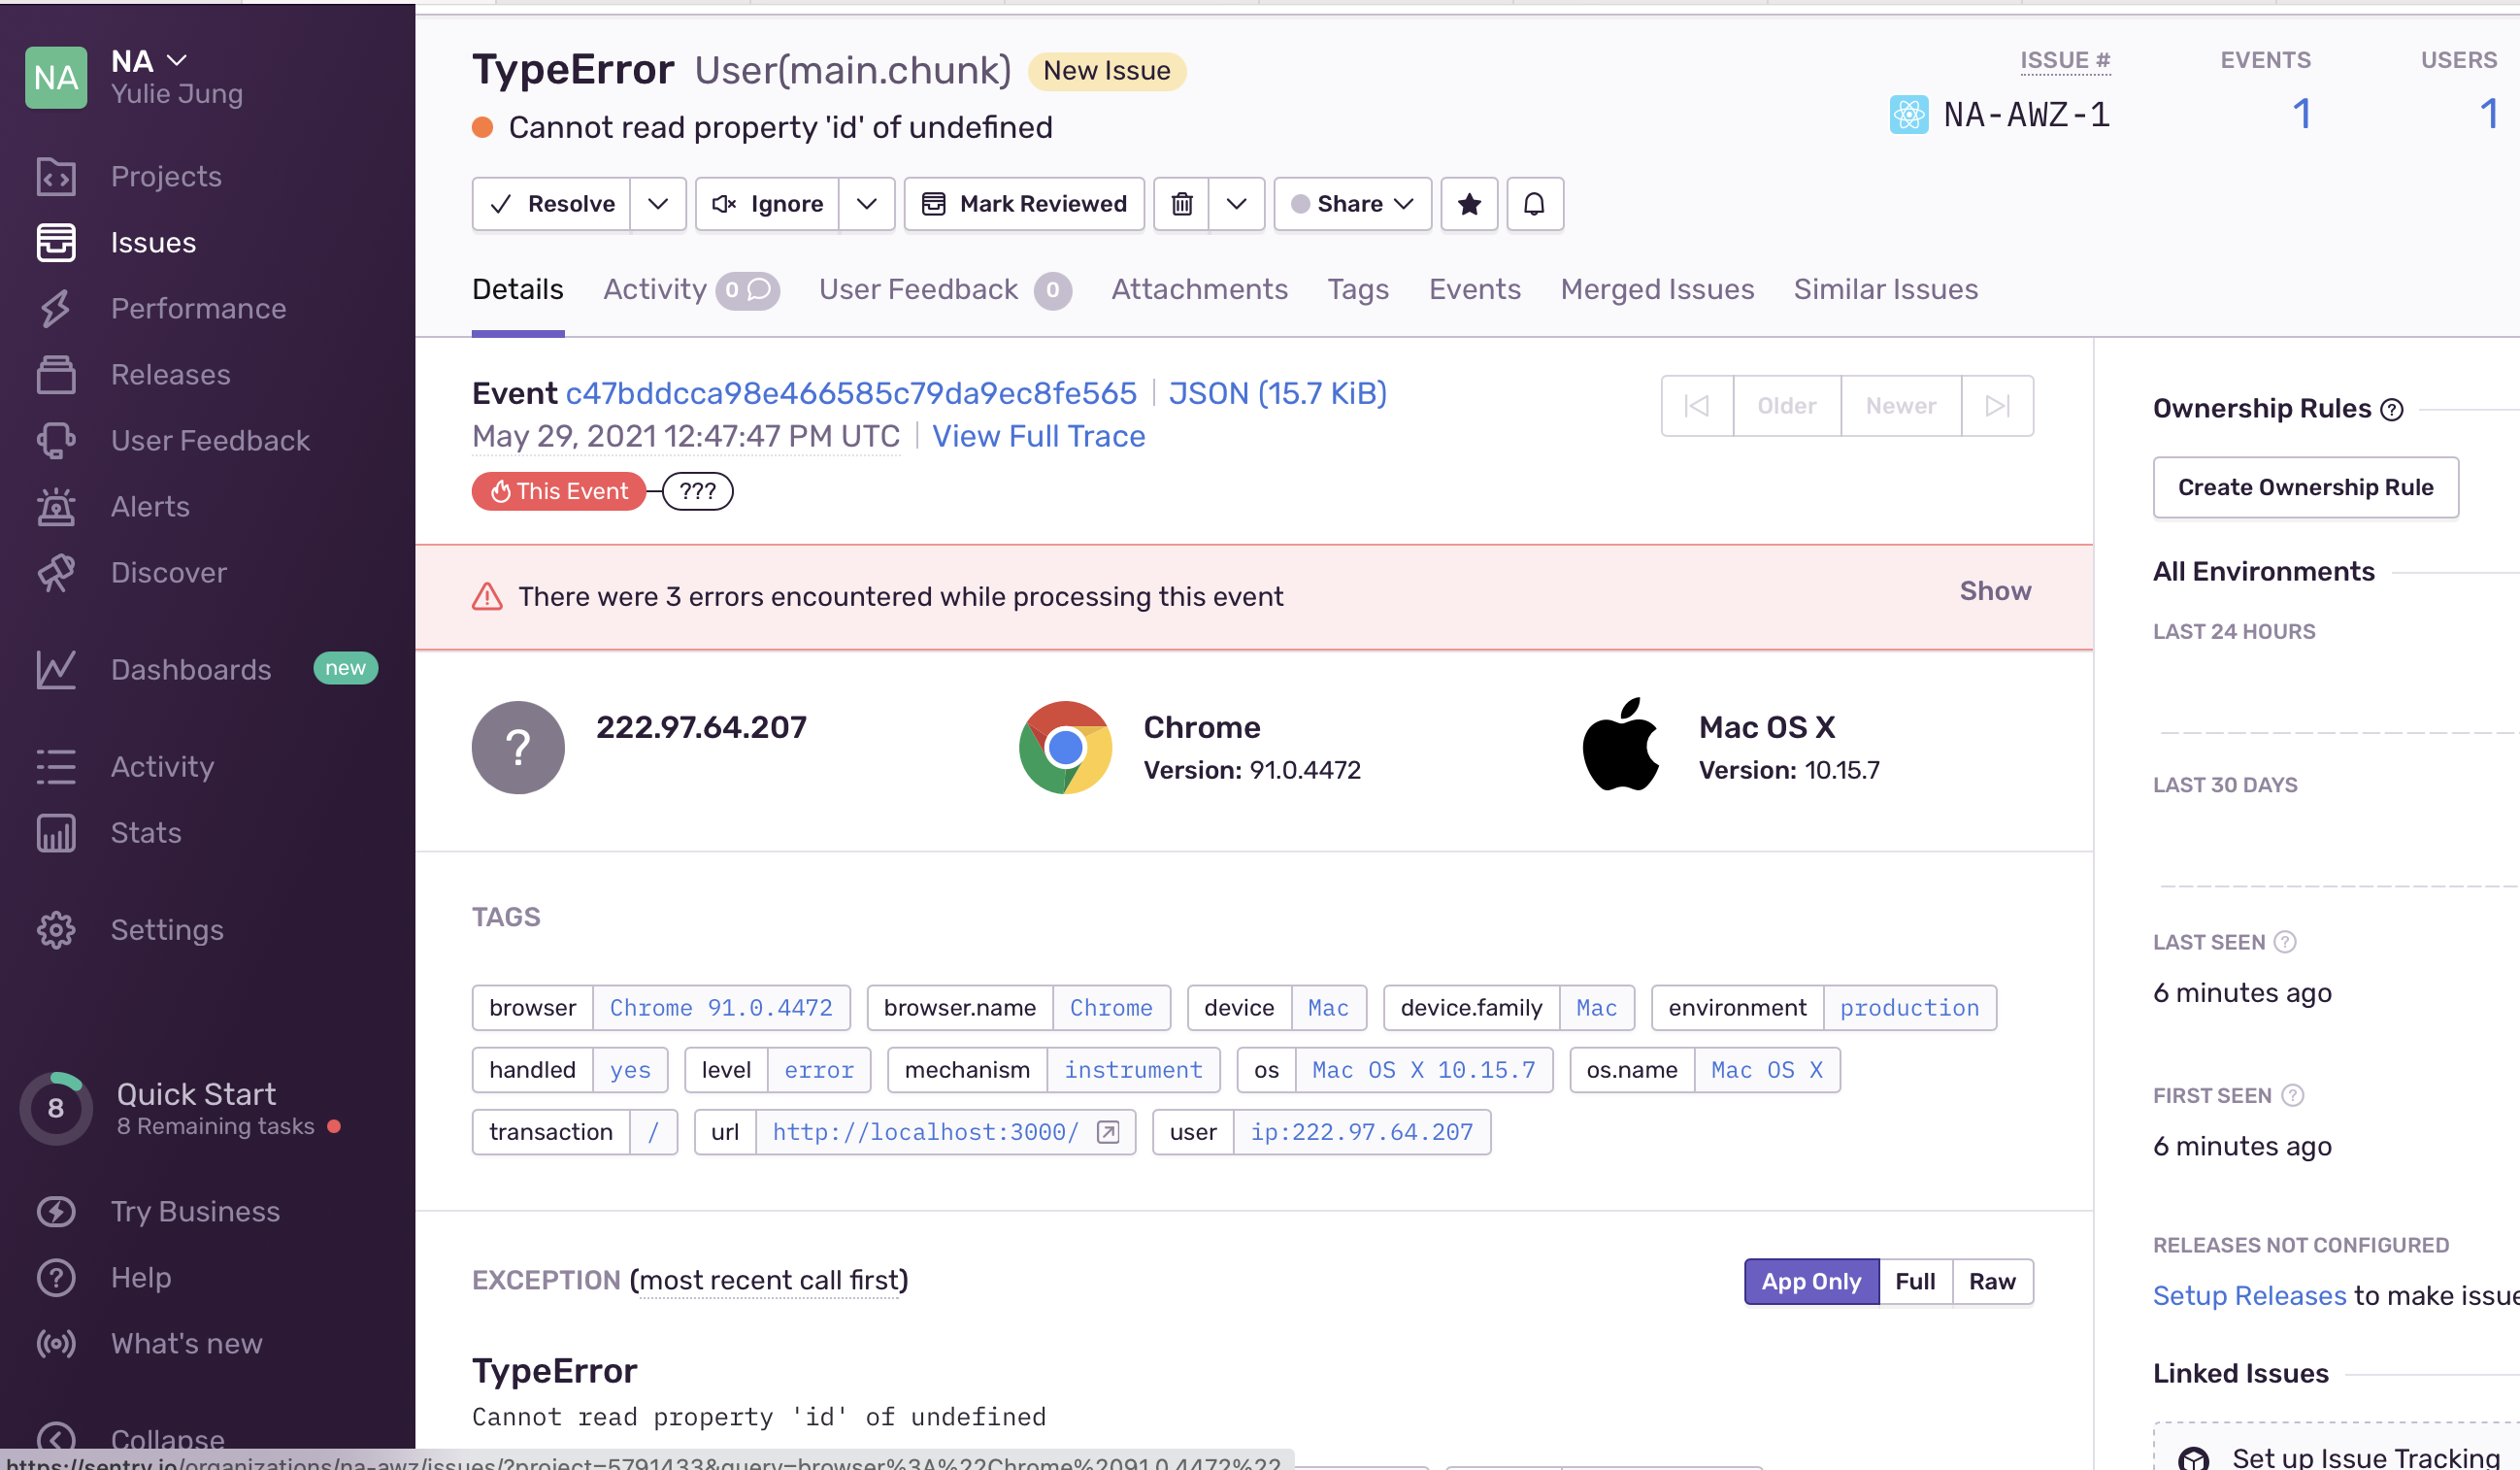 NA
NA
Yulie Jung
Projects
Issues
Performance
Releases
User Feedback
Alerts
Discover
Dashboards new
Activity
Stats
Settings
8
Quick Start
8 Remaining tasks
Try Business
Help
What's new
Collapse
https://sentry.io/organizations/na-awz/issues/?project=5791433&query=browser%3A%22Chrome%2091.0.4472%22
TypeError User(main.chunk) New Issue
Cannot read property 'id' of undefined
ISSUE # EVENTS USERS
NA-AWZ-1 1 1
Resolve Ignore Mark Reviewed Share
Details Activity 0 User Feedback 0 Attachments Tags Events Merged Issues Similar Issues
Event c47bddcca98e466585c79da9ec8fe565 JSON (15.7 KiB)
May 29, 2021 12:47:47 PM UTC View Full Trace
Older Newer
This Event ???
There were 3 errors encountered while processing this event Show
? 222.97.64.207
Chrome
Version: 91.0.4472
Mac OS X
Version: 10.15.7
TAGS
browser Chrome 91.0.4472 browser.name Chrome device Mac device.family Mac environment production
handled yes level error mechanism instrument os Mac OS X 10.15.7 os.name Mac OS X
transaction / url http://localhost:3000/ user ip:222.97.64.207
EXCEPTION (most recent call first) App Only Full Raw
TypeError
Cannot read property 'id' of undefined
Ownership Rules ?
Create Ownership Rule
All Environments
LAST 24 HOURS
LAST 30 DAYS
LAST SEEN ?
6 minutes ago
FIRST SEEN ?
6 minutes ago
RELEASES NOT CONFIGURED
Setup Releases to make issue
Linked Issues
Set up Issue Tracking